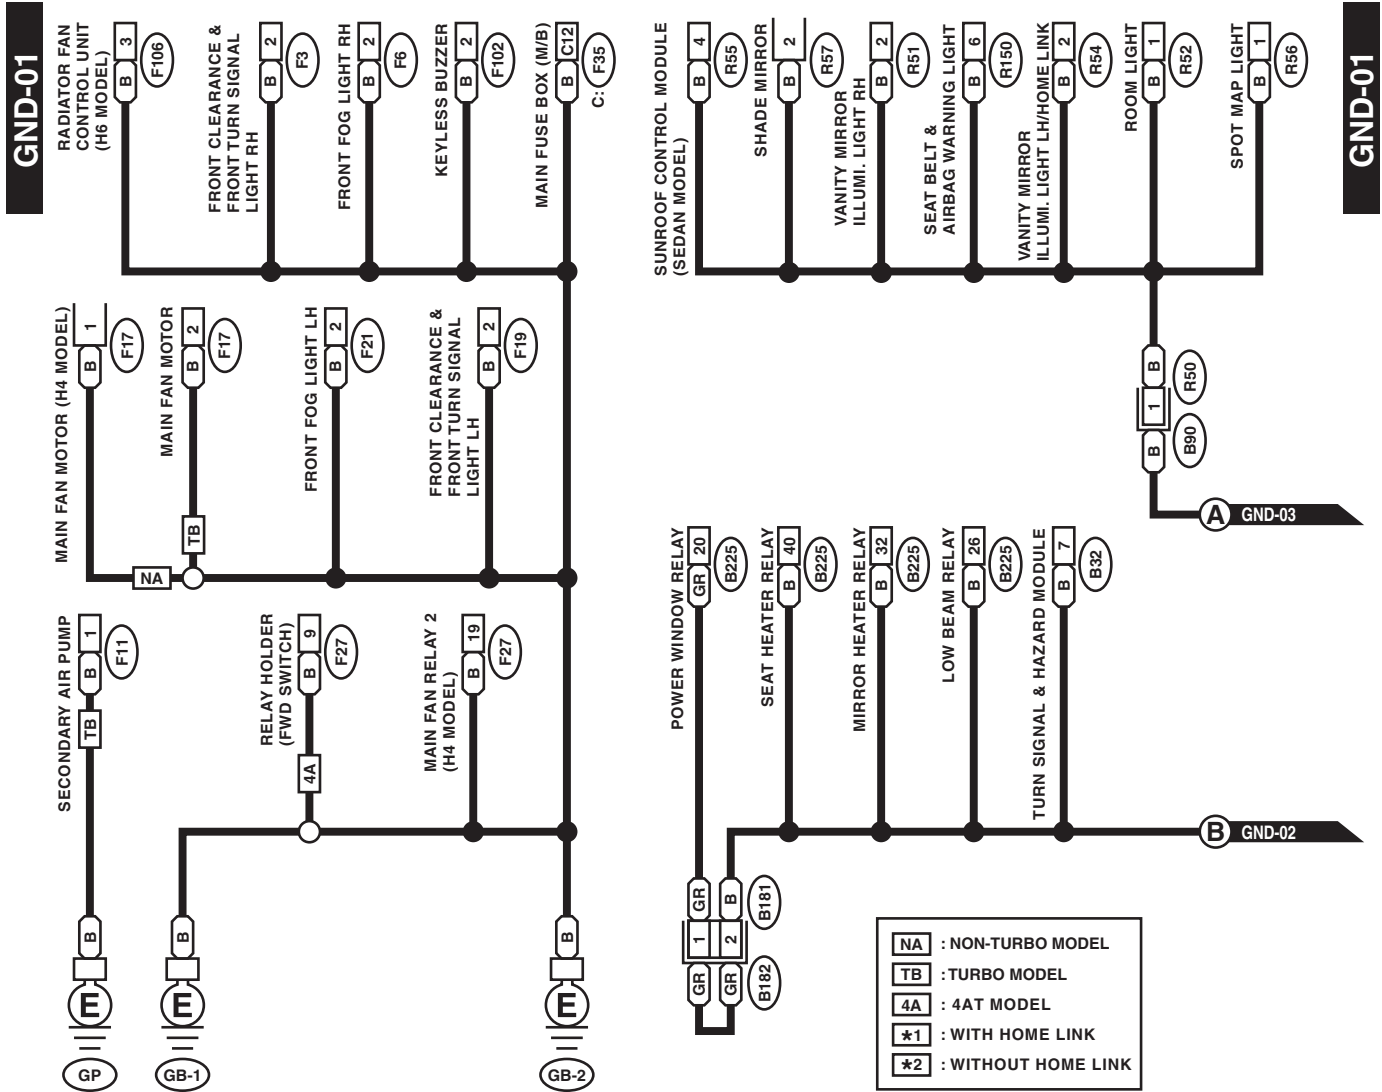 GND-01
RADIATOR FAN
CONTROL UNIT
(H6 MODEL)
3
B
F106
FRONT CLEARANCE &
FRONT TURN SIGNAL
LIGHT RH
2
B
F3
FRONT FOG LIGHT RH
2
B
F6
KEYLESS BUZZER
2
B
F102
MAIN FUSE BOX (M/B)
C12
B
C: F35
SUNROOF CONTROL MODULE
(SEDAN MODEL)
4
B
R55
SHADE MIRROR
2
B
R57
VANITY MIRROR
ILLUMI. LIGHT RH
2
B
R51
SEAT BELT &
AIRBAG WARNING LIGHT
6
B
R150
VANITY MIRROR
ILLUMI. LIGHT LH/HOME LINK
2
B
R54
ROOM LIGHT
1
B
R52
SPOT MAP LIGHT
1
B
R56
GND-01
MAIN FAN MOTOR (H4 MODEL)
1
B
F17
MAIN FAN MOTOR
2
B
F17
TB
NA
FRONT FOG LIGHT LH
2
B
F21
FRONT CLEARANCE &
FRONT TURN SIGNAL
LIGHT LH
2
B
F19
B
R50
1
B
B90
A GND-03
SECONDARY AIR PUMP
1
B
F11
TB
RELAY HOLDER
(FWD SWITCH)
9
B
F27
4A
MAIN FAN RELAY 2
(H4 MODEL)
19
B
F27
POWER WINDOW RELAY
20
GR
B225
SEAT HEATER RELAY
40
B
B225
MIRROR HEATER RELAY
32
B
B225
LOW BEAM RELAY
26
B
B225
TURN SIGNAL & HAZARD MODULE
7
B
B32
B GND-02
GR
B
B181
1
2
GR
GR
B182
B
E
GP
B
E
GB-1
B
E
GB-2
NA : NON-TURBO MODEL
TB : TURBO MODEL
4A : 4AT MODEL
*1 : WITH HOME LINK
*2 : WITHOUT HOME LINK